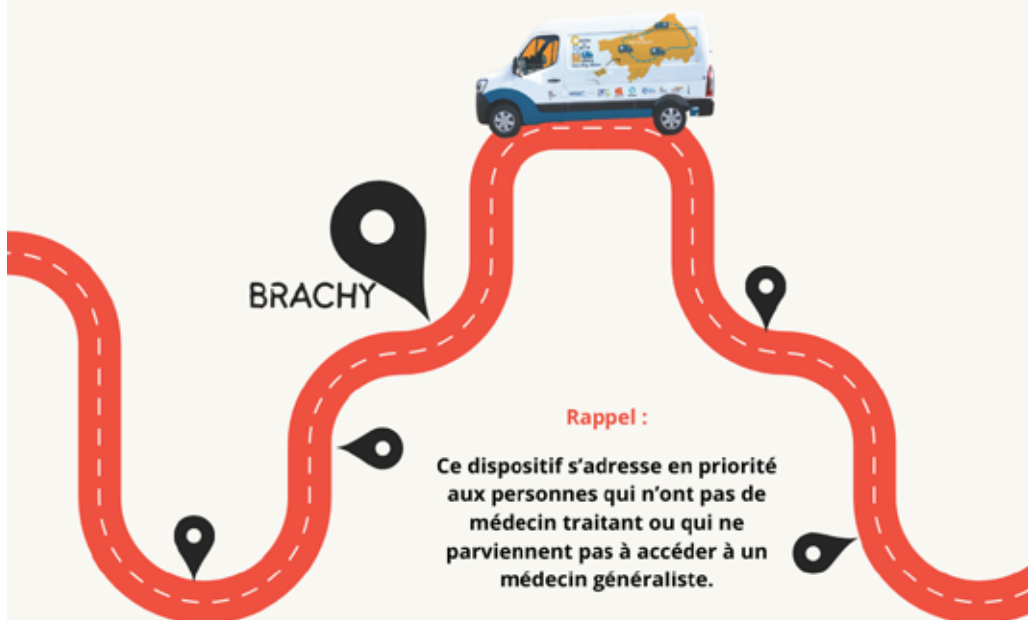 BRACHY
Rappel :
Ce dispositif s’adresse en priorité
aux personnes qui n’ont pas de
médecin traitant ou qui ne
parviennent pas à accéder à un
médecin généraliste.